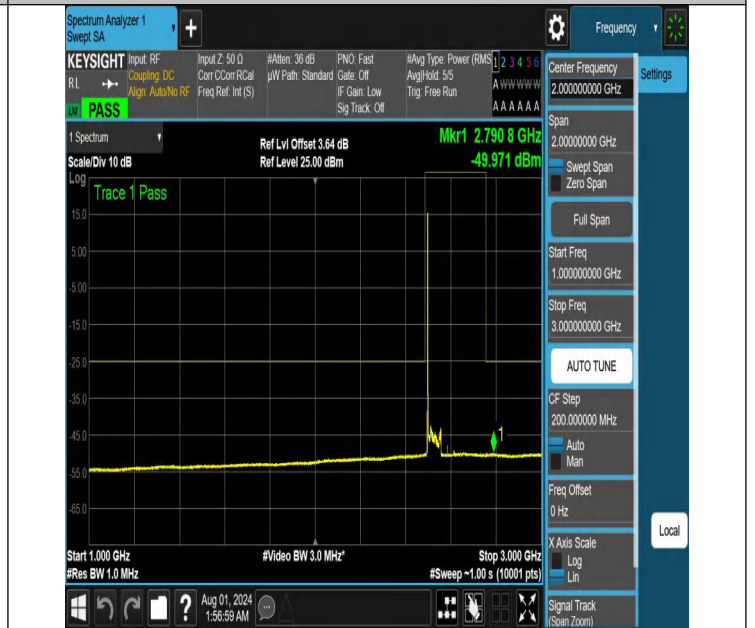 Spectrum Analyzer 1
Swept SA
+
Frequency
KEYSIGHT
RL
PASS
Input: RF
Coupling: DC
Align: Auto/No RF
Input Z: 50 Ω
Corr CCorr RCal
Freq Ref: Int (S)
#Atten: 36 dB
µW Path: Standard
PNO: Fast
Gate: Off
IF Gain: Low
Sig Track: Off
#Avg Type: Power (RMS
Avg|Hold: 5/5
Trig: Free Run
1 2 3 4 5 6
A W W W W W
A A A A A A
Center Frequency
2.000000000 GHz
Settings
Span
2.00000000 GHz
Swept Span
Zero Span
Full Span
Start Freq
1.000000000 GHz
Stop Freq
3.000000000 GHz
AUTO TUNE
CF Step
200.000000 MHz
Auto
Man
Freq Offset
0 Hz
X Axis Scale
Log
Lin
Signal Track
(Span Zoom)
Local
1 Spectrum
Scale/Div 10 dB
Ref Lvl Offset 3.64 dB
Ref Level 25.00 dBm
Mkr1 2.790 8 GHz
-49.971 dBm
Log
Trace 1 Pass
15.0
5.00
-5.00
-15.0
-25.0
-35.0
-45.0
-55.0
-65.0
1
Start 1.000 GHz
#Res BW 1.0 MHz
#Video BW 3.0 MHz*
Stop 3.000 GHz
#Sweep ~1.00 s (10001 pts)
?
Aug 01, 2024
1:56:59 AM